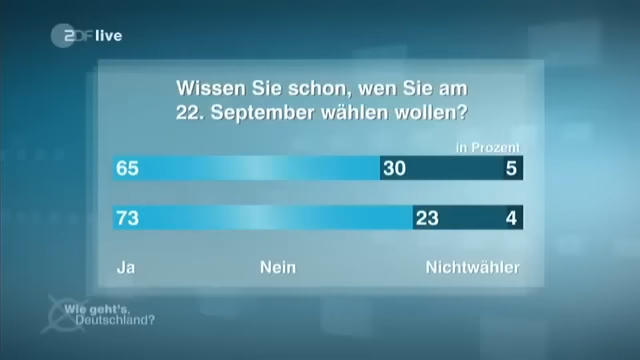 ZDF live
Wissen Sie schon, wen Sie am
22. September wählen wollen?
in Prozent
65 30 5
73 23 4
Ja Nein Nichtwähler
Wie geht's,
Deutschland?